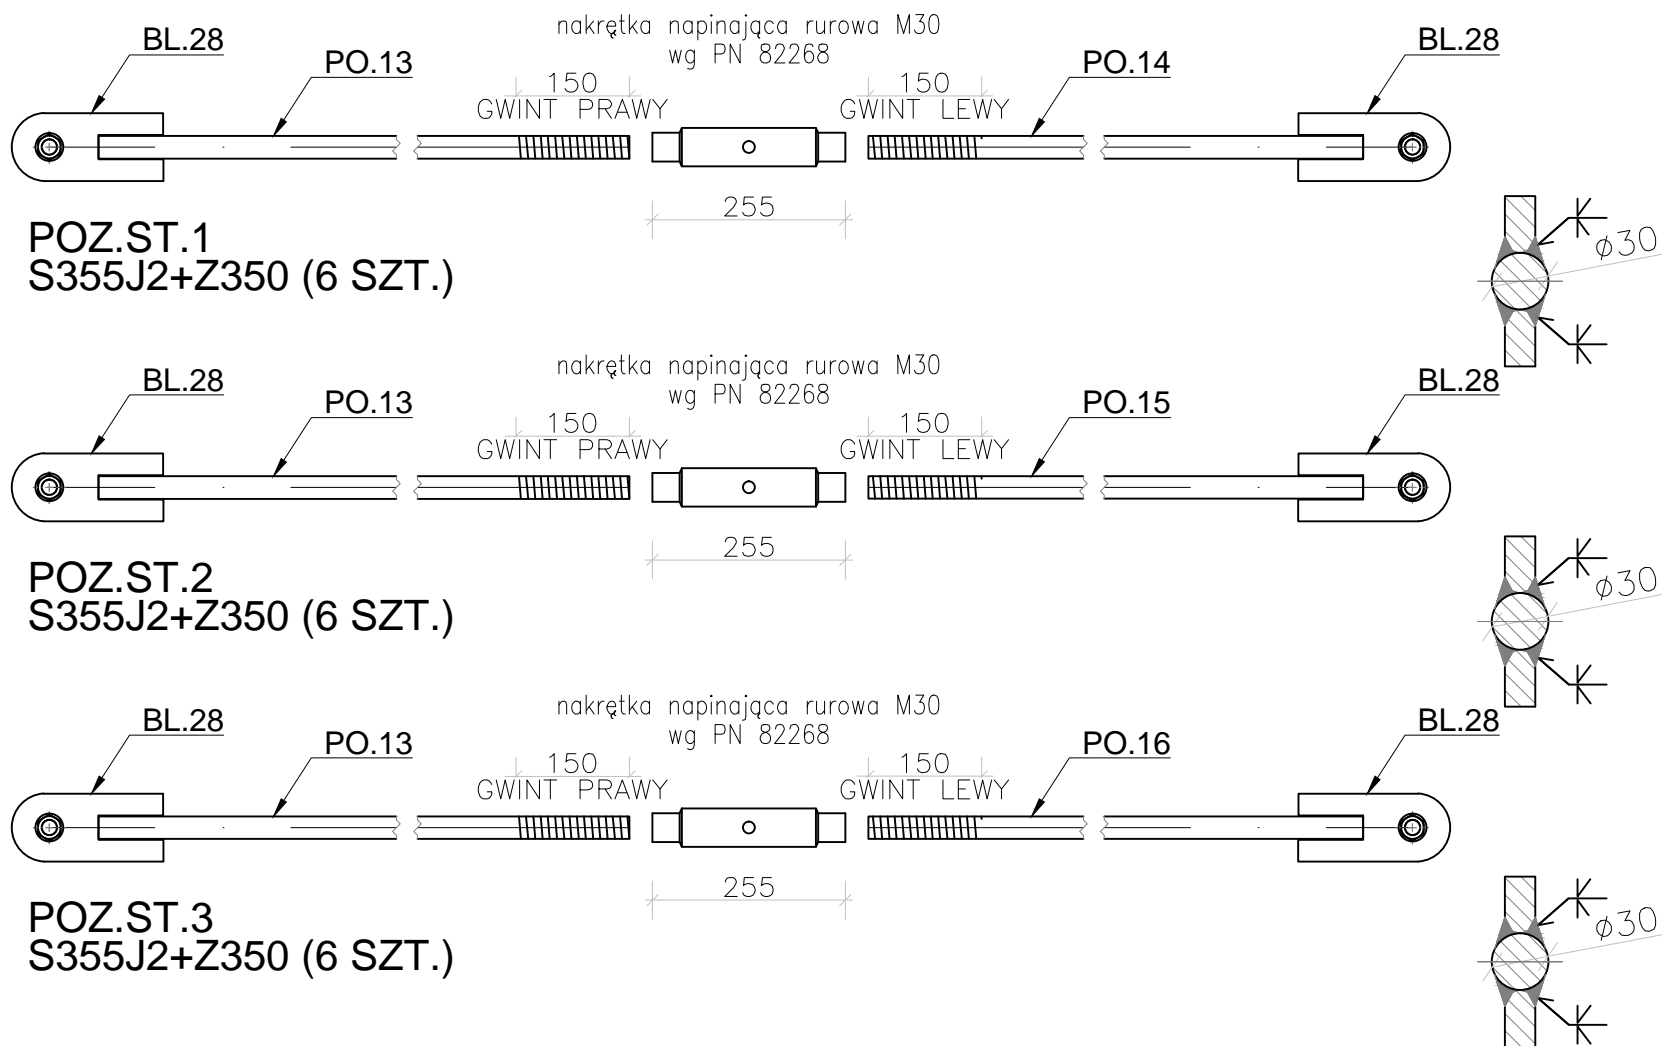 nakrętka napinająca rurowa M30
wg PN 82268
BL.28
PO.13
150
GWINT PRAWY
150
GWINT LEWY
PO.14
BL.28
255
POZ.ST.1
S355J2+Z350 (6 SZT.)
K
ø30
K
nakrętka napinająca rurowa M30
wg PN 82268
BL.28
PO.13
150
GWINT PRAWY
150
GWINT LEWY
PO.15
BL.28
255
POZ.ST.2
S355J2+Z350 (6 SZT.)
K
ø30
K
nakrętka napinająca rurowa M30
wg PN 82268
BL.28
PO.13
150
GWINT PRAWY
150
GWINT LEWY
PO.16
BL.28
255
POZ.ST.3
S355J2+Z350 (6 SZT.)
K
ø30
K